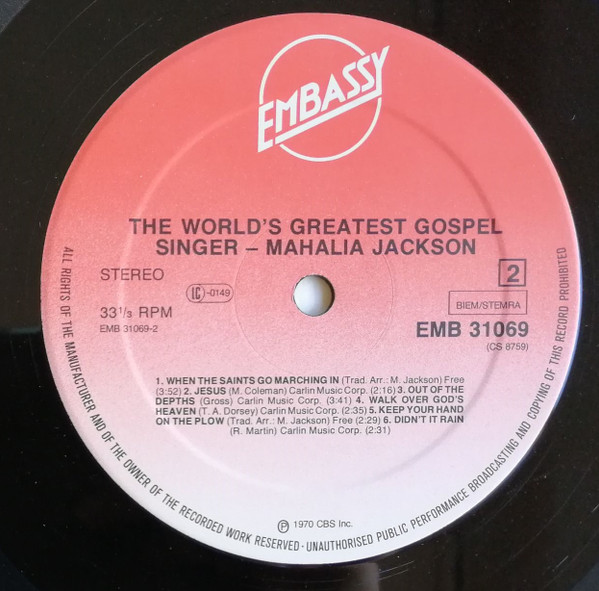 EMBASSY
THE WORLD'S GREATEST GOSPEL
SINGER – MAHALIA JACKSON
STEREO
LC-0149
2
33 1/3 RPM
EMB 31069-2
BIEM/STEMRA
EMB 31069
(CS 8759)
1. WHEN THE SAINTS GO MARCHING IN (Trad. Arr.: M. Jackson) Free
(3:52) 2. JESUS (M. Coleman) Carlin Music Corp. (2:16) 3. OUT OF THE
DEPTHS (Gross) Carlin Music Corp. (3:41) 4. WALK OVER GOD'S
HEAVEN (T. A. Dorsey) Carlin Music Corp. (2:35) 5. KEEP YOUR HAND
ON THE PLOW (Trad. Arr.: M. Jackson) Free (2:29) 6. DIDN'T IT RAIN
(R. Martin) Carlin Music Corp. (2:31)
℗ 1970 CBS Inc.
ALL RIGHTS OF THE MANUFACTURER AND OF THE OWNER OF THE RECORDED WORK RESERVED · UNAUTHORISED PUBLIC PERFORMANCE BROADCASTING AND COPYING OF THIS RECORD PROHIBITED